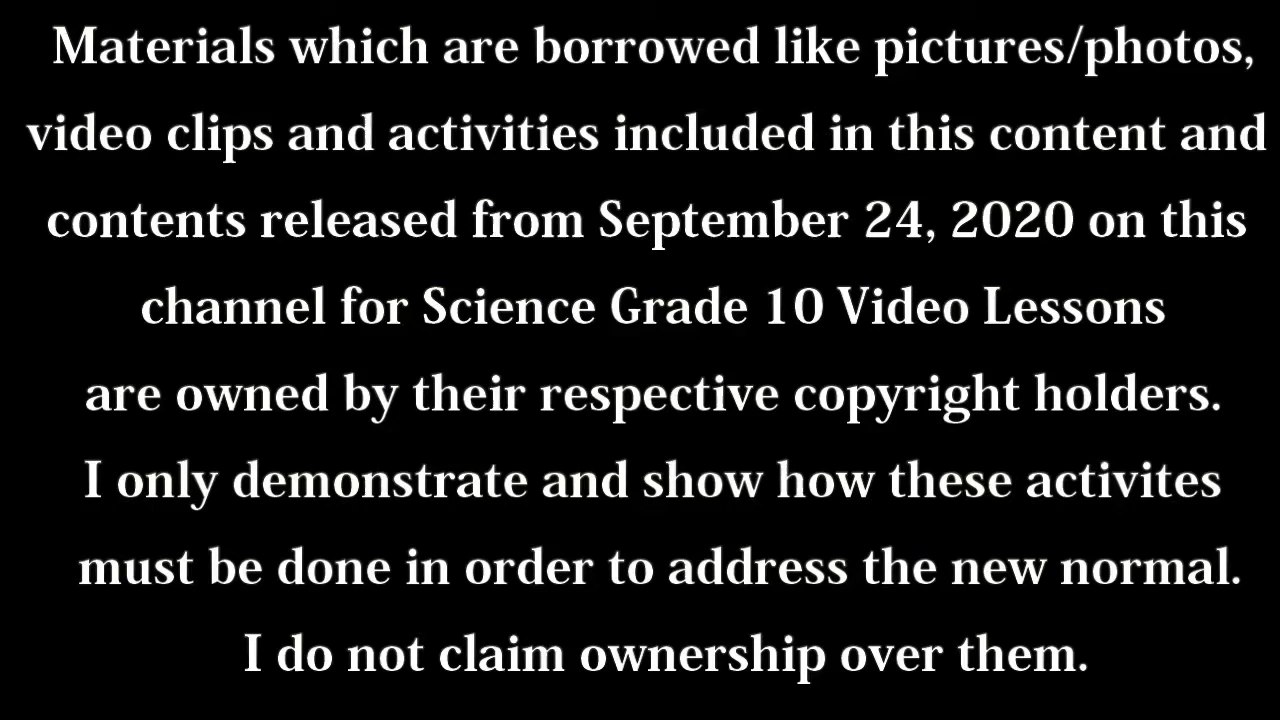 Materials which are borrowed like pictures/photos,
video clips and activities included in this content and
contents released from September 24, 2020 on this
channel for Science Grade 10 Video Lessons
are owned by their respective copyright holders.
I only demonstrate and show how these activites
must be done in order to address the new normal.
I do not claim ownership over them.